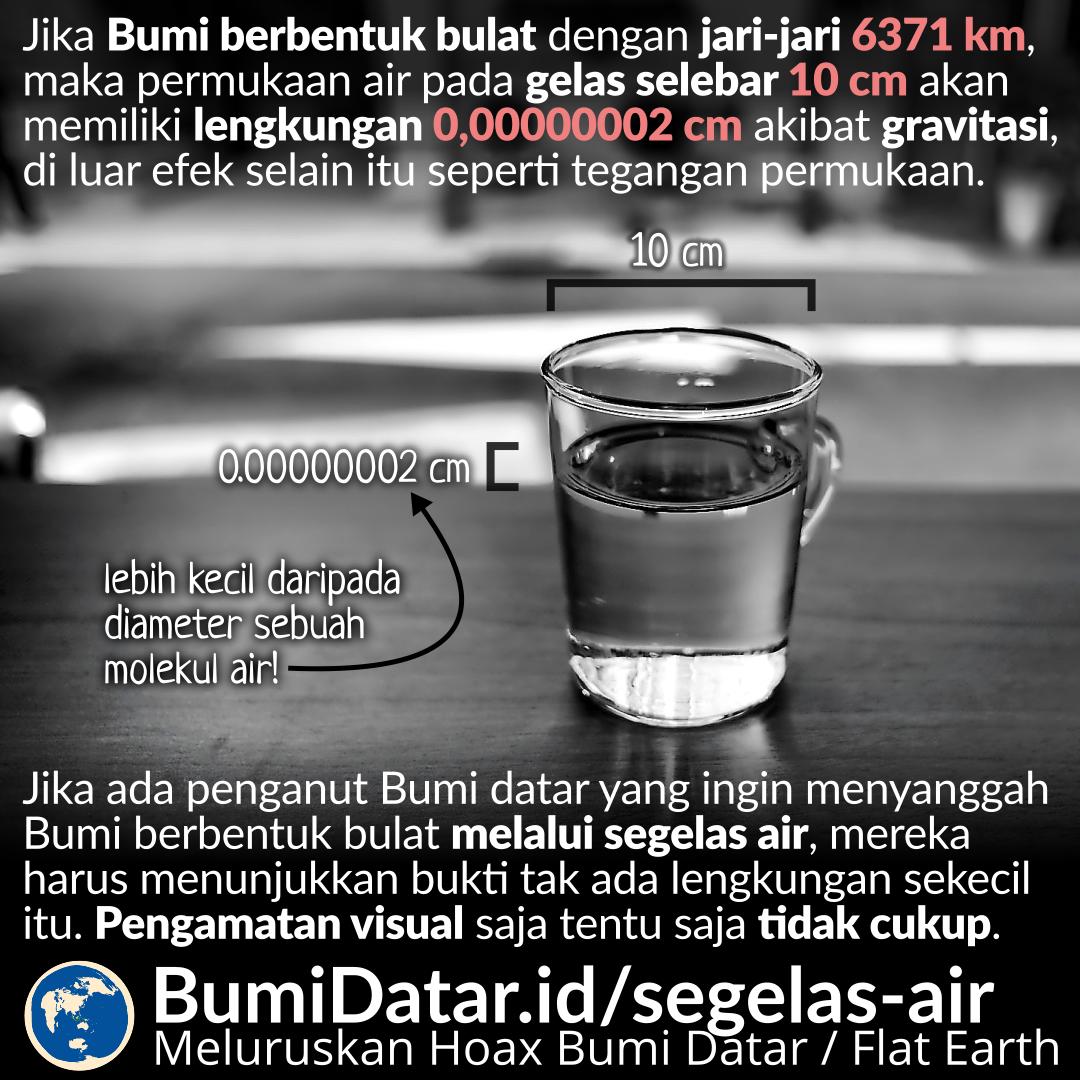 Jika Bumi berbentuk bulat dengan jari-jari 6371 km,
maka permukaan air pada gelas selebar 10 cm akan
memiliki lengkungan 0,00000002 cm akibat gravitasi,
di luar efek selain itu seperti tegangan permukaan.
10 cm
0.00000002 cm
lebih kecil daripada
diameter sebuah
molekul air!
Jika ada penganut Bumi datar yang ingin menyanggah
Bumi berbentuk bulat melalui segelas air, mereka
harus menunjukkan bukti tak ada lengkungan sekecil
itu. Pengamatan visual saja tentu saja tidak cukup.
BumiDatar.id/segelas-air
Meluruskan Hoax Bumi Datar / Flat Earth